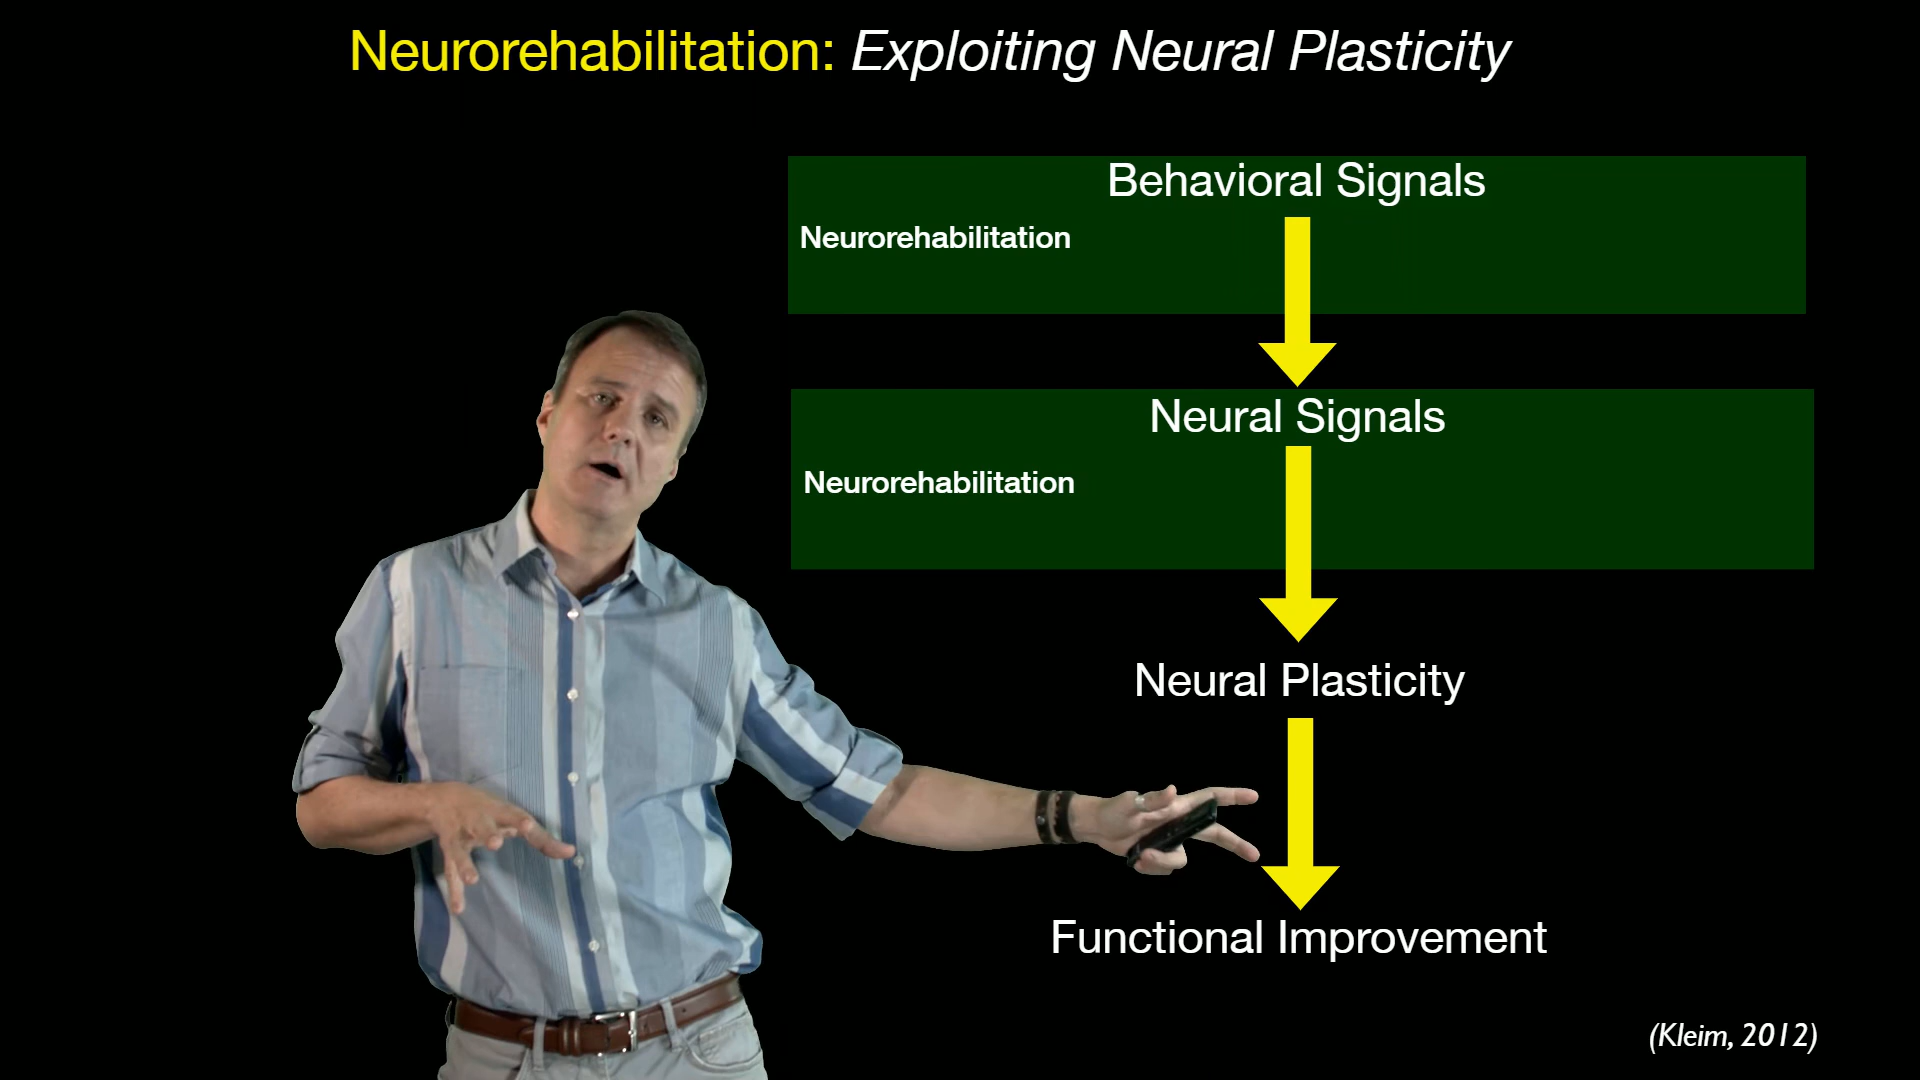 Neurorehabilitation: Exploiting Neural Plasticity
Behavioral Signals
Neurorehabilitation
Neural Signals
Neurorehabilitation
Neural Plasticity
Functional Improvement
(Kleim, 2012)